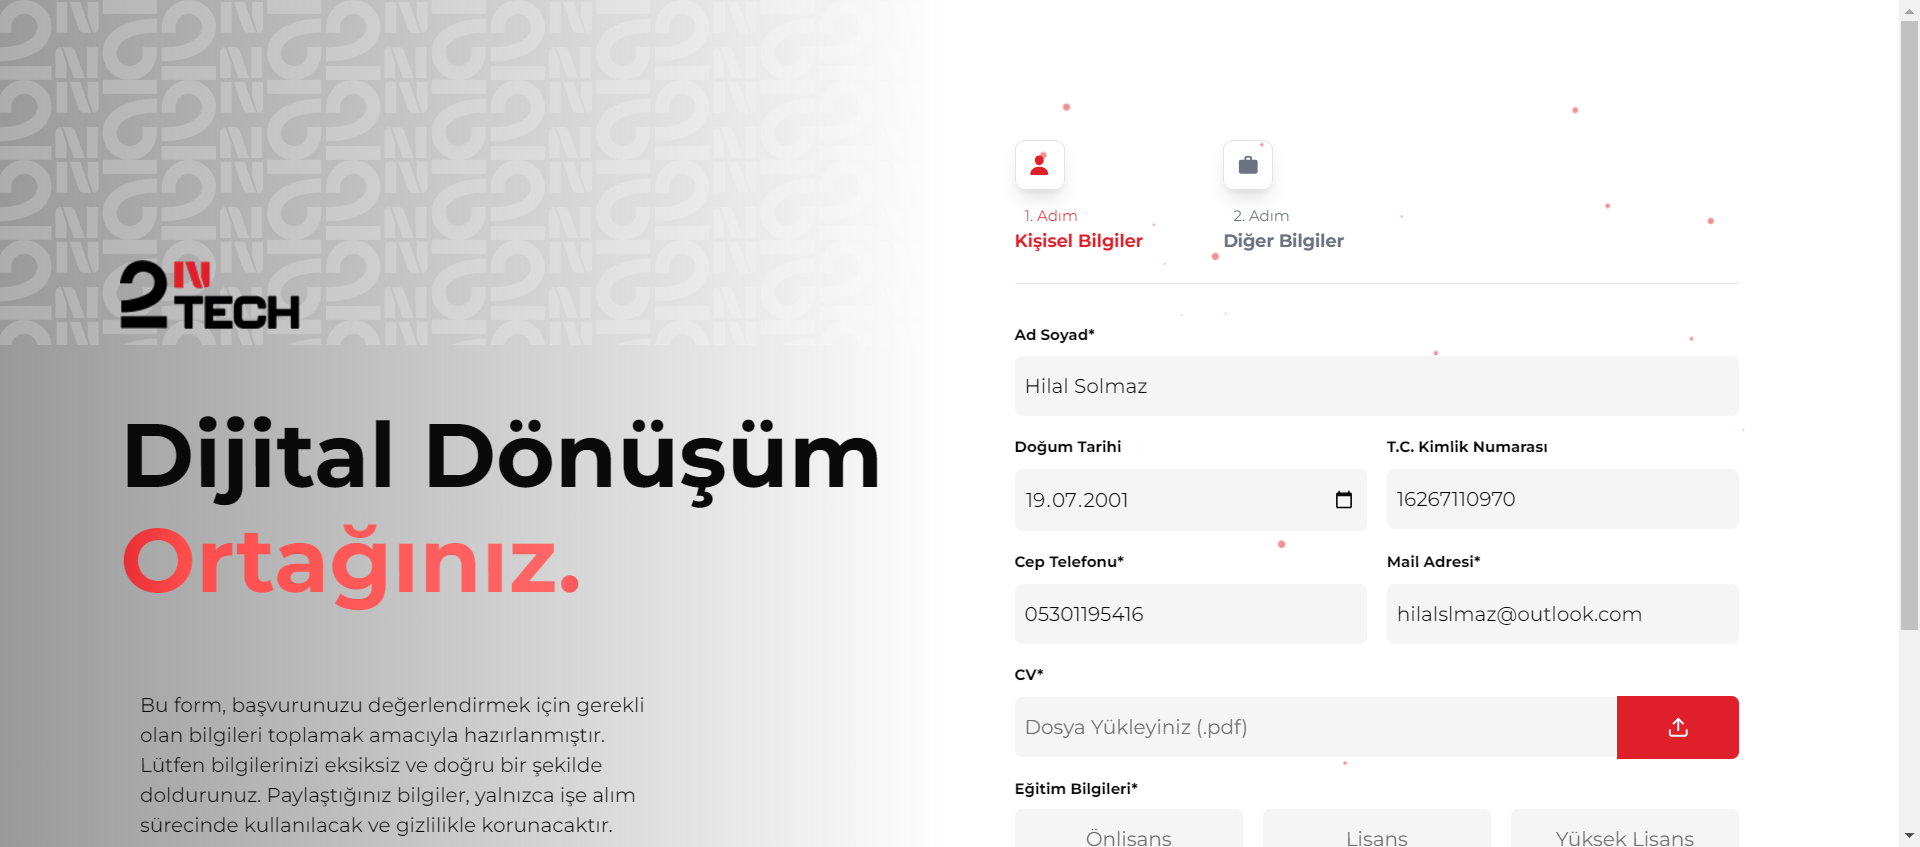 2N TECH
Dijital Dönüşüm
Ortağınız.
Bu form, başvurunuzu değerlendirmek için gerekli
olan bilgileri toplamak amacıyla hazırlanmıştır.
Lütfen bilgilerinizi eksiksiz ve doğru bir şekilde
doldurunuz. Paylaştığınız bilgiler, yalnızca işe alım
sürecinde kullanılacak ve gizlilikle korunacaktır.
1. Adım
Kişisel Bilgiler
2. Adım
Diğer Bilgiler
Ad Soyad*
Hilal Solmaz
Doğum Tarihi
T.C. Kimlik Numarası
19.07.2001
16267110970
Cep Telefonu*
Mail Adresi*
05301195416
hilalslmaz@outlook.com
CV*
Dosya Yükleyiniz (.pdf)
Eğitim Bilgileri*
Önlisans
Lisans
Yüksek Lisans